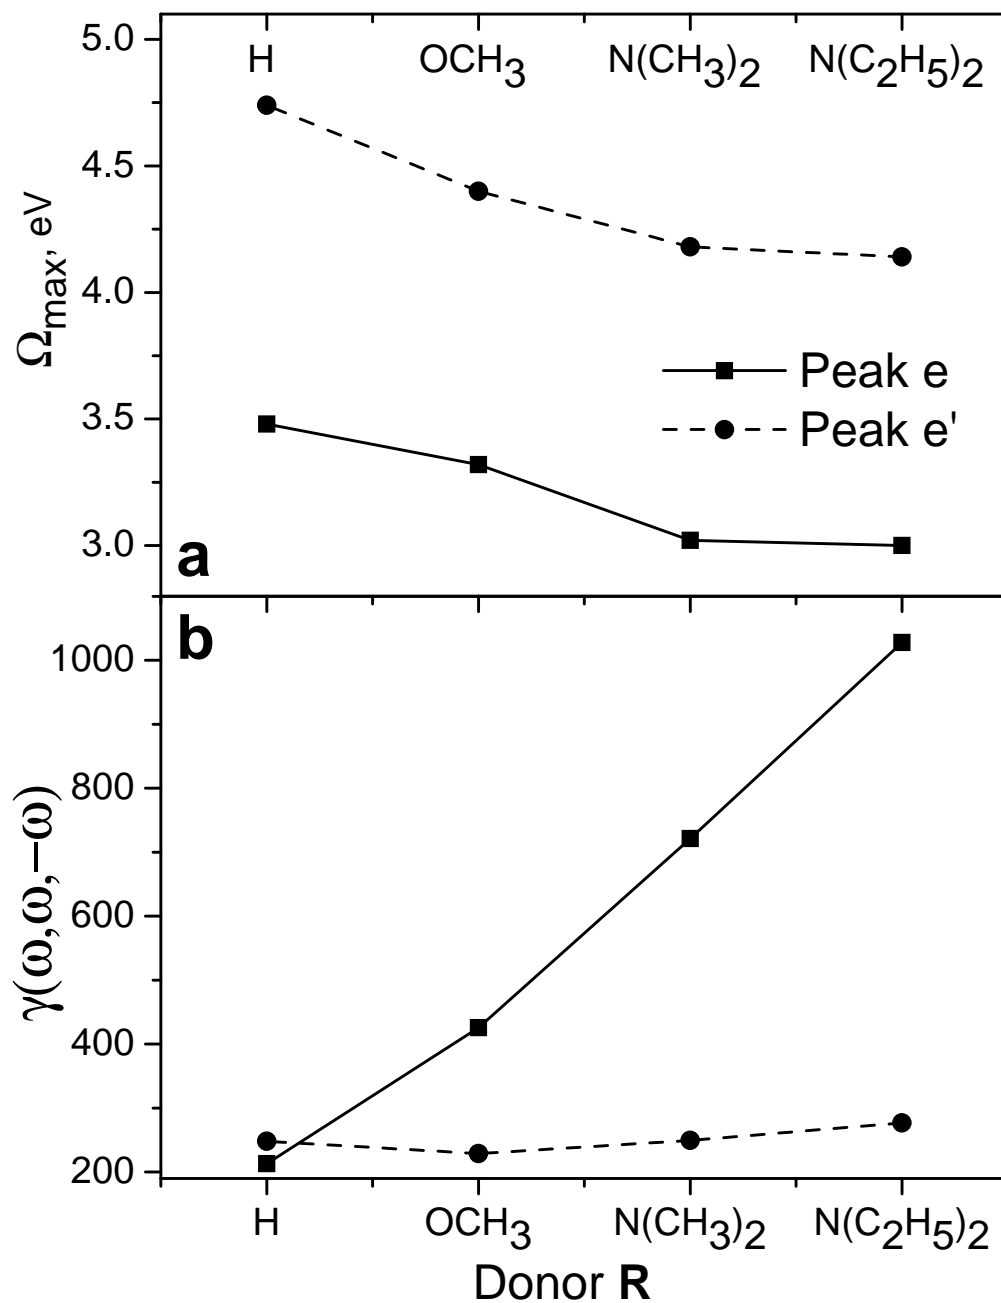 5.0
H OCH3 N(CH3)2 N(C2H5)2
4.5
Ωmax, eV
4.0
Peak e
3.5
Peak e'
3.0
a
b
1000
800
γ(ω,ω,−ω)
600
400
200
H OCH3 N(CH3)2 N(C2H5)2
Donor R